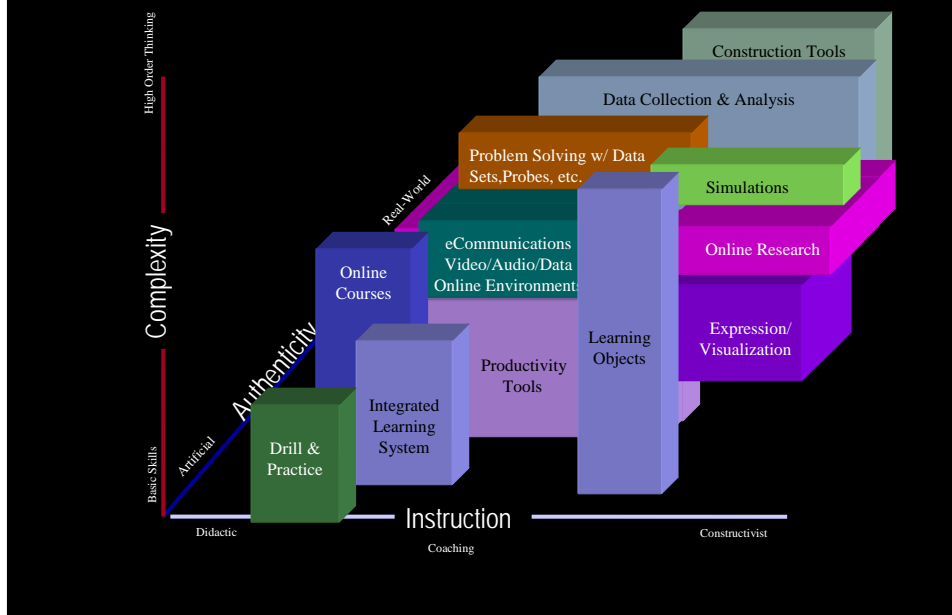 High Order Thinking
Construction Tools
Data Collection & Analysis
Problem Solving w/ Data
Sets,Probes, etc.
Simulations
Real-World
eCommunications
Video/Audio/Data
Online Environments
Online Research
Online
Courses
Complexity
Authenticity
Learning
Objects
Expression/
Visualization
Productivity
Tools
Integrated
Learning
System
Drill &
Practice
Artificial
Basic Skills
Instruction
Didactic
Coaching
Constructivist